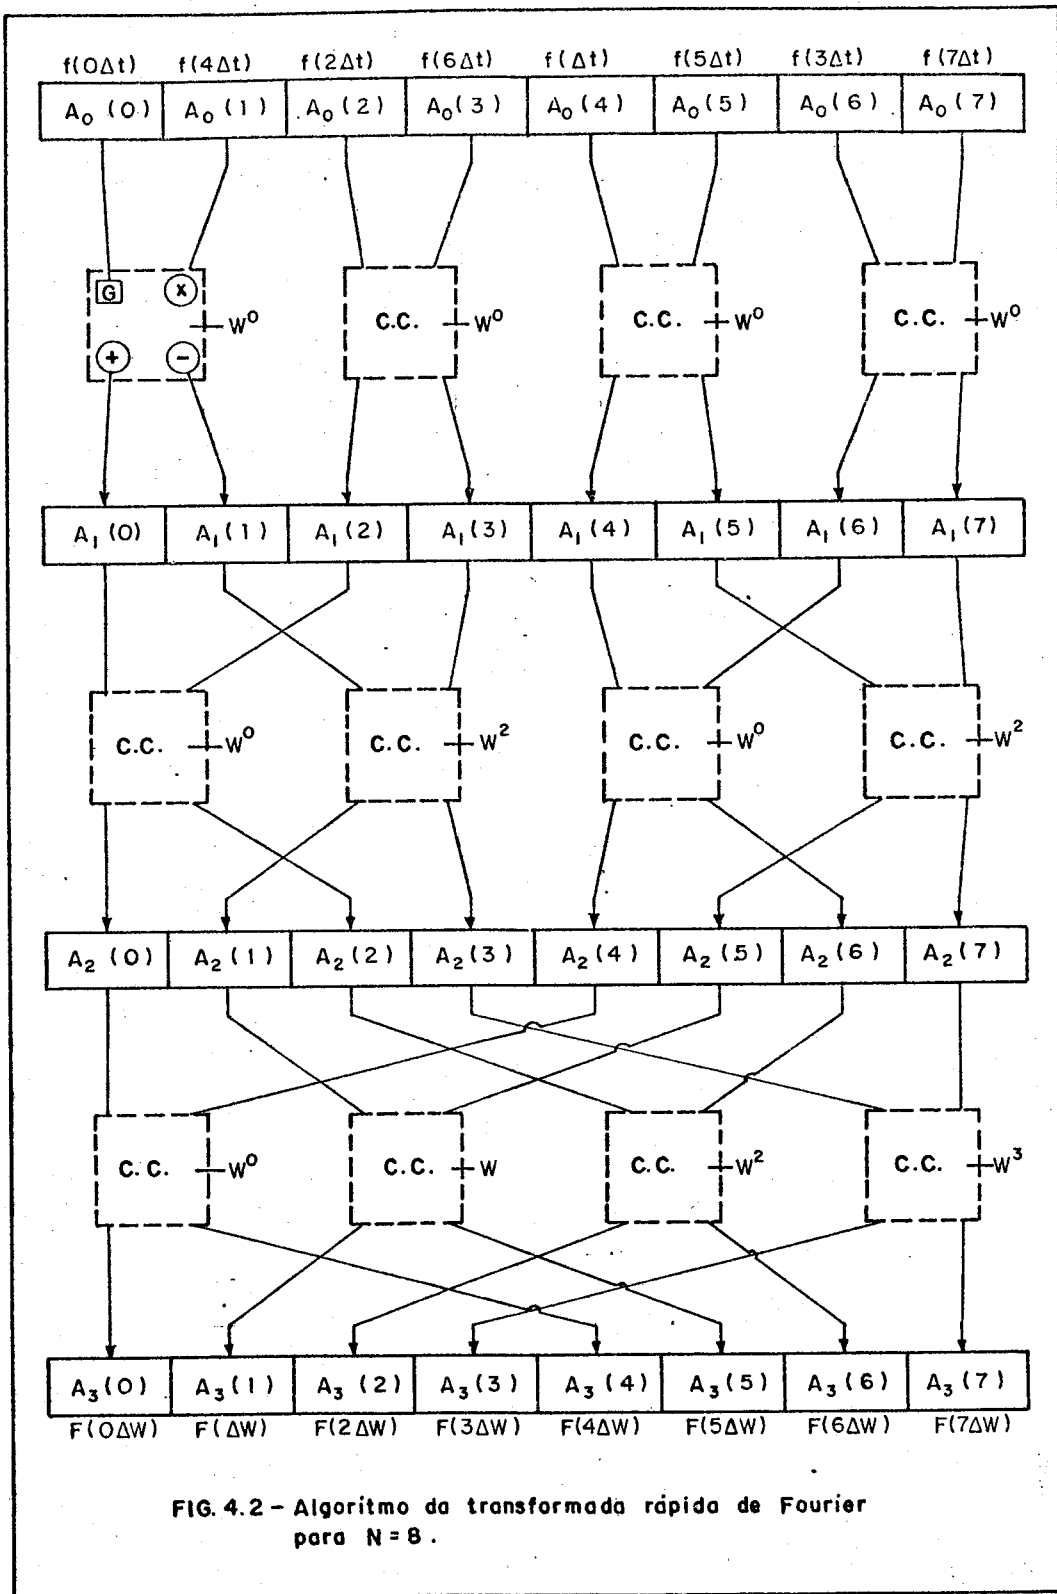 f(0Δt) f(4Δt) f(2Δt) f(6Δt) f(Δt) f(5Δt) f(3Δt) f(7Δt)
A₀(0) A₀(1) A₀(2) A₀(3) A₀(4) A₀(5) A₀(6) A₀(7)
G x
W⁰ C.C. W⁰ C.C. W⁰ C.C. W⁰
+ −
A₁(0) A₁(1) A₁(2) A₁(3) A₁(4) A₁(5) A₁(6) A₁(7)
C.C. W⁰ C.C. W² C.C. W⁰ C.C. W²
A₂(0) A₂(1) A₂(2) A₂(3) A₂(4) A₂(5) A₂(6) A₂(7)
C.C. W⁰ C.C. W C.C. W² C.C. W³
A₃(0) A₃(1) A₃(2) A₃(3) A₃(4) A₃(5) A₃(6) A₃(7)
F(0ΔW) F(ΔW) F(2ΔW) F(3ΔW) F(4ΔW) F(5ΔW) F(6ΔW) F(7ΔW)
FIG. 4.2 – Algorítmo da transformada rápida de Fourier
para N = 8.